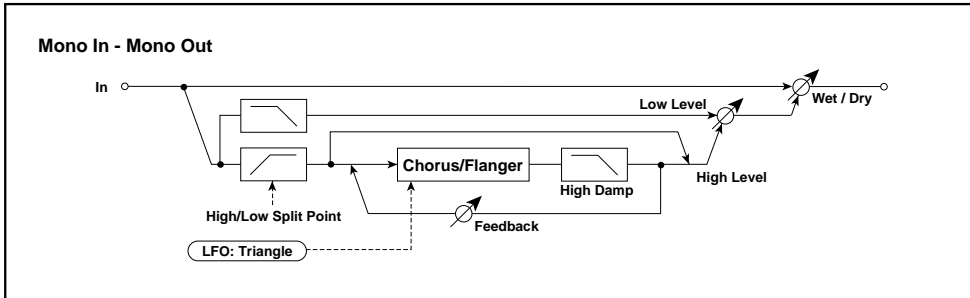 Mono In - Mono Out
In
Low Level
Wet / Dry
Chorus/Flanger
High Damp
High Level
High/Low Split Point
Feedback
LFO: Triangle